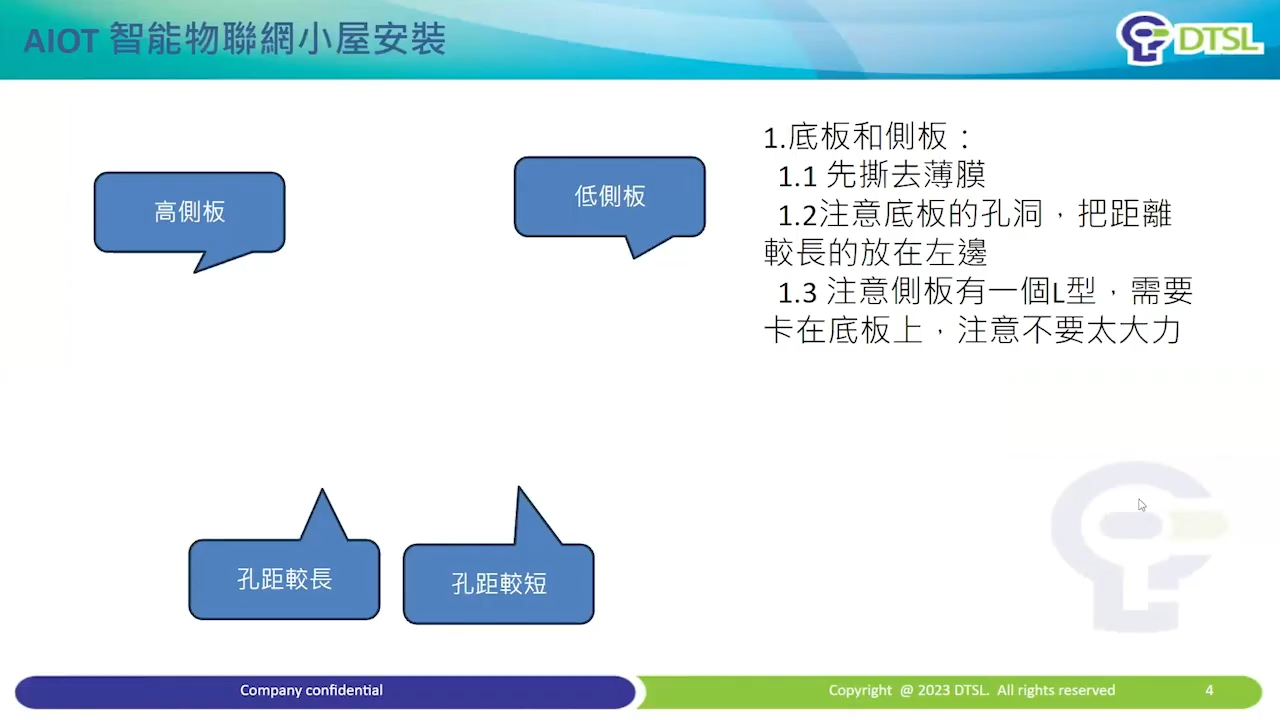 AIOT 智能物聯網小屋安裝
DTSL
高側板
低側板
1.底板和側板：
1.1 先撕去薄膜
1.2注意底板的孔洞，把距離
較長的放在左邊
1.3 注意側板有一個L型，需要
卡在底板上，注意不要太大力
孔距較長
孔距較短
Company confidential
Copyright @ 2023 DTSL. All rights reserved
4